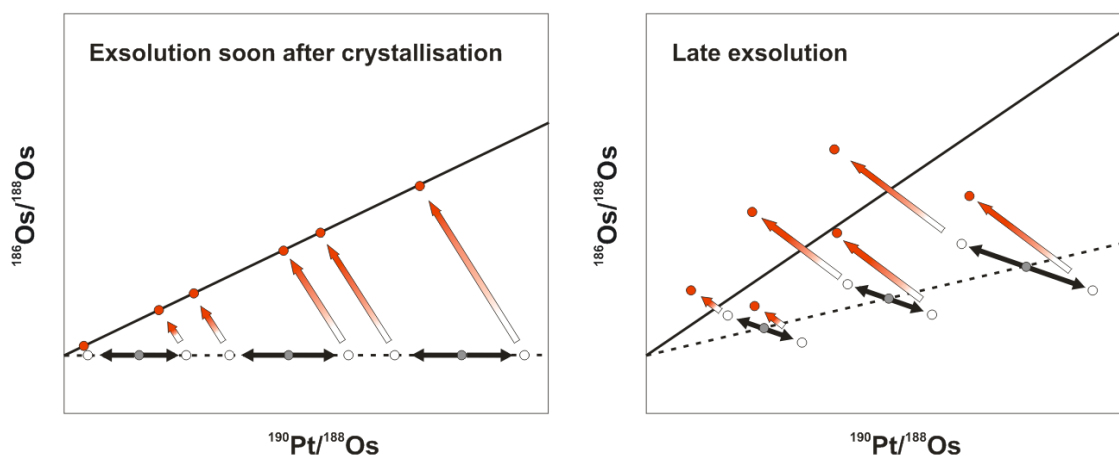 Exsolution soon after crystallisation
¹⁸⁶Os/¹⁸⁸Os
¹⁹⁰Pt/¹⁸⁸Os
Late exsolution
¹⁸⁶Os/¹⁸⁸Os
¹⁹⁰Pt/¹⁸⁸Os